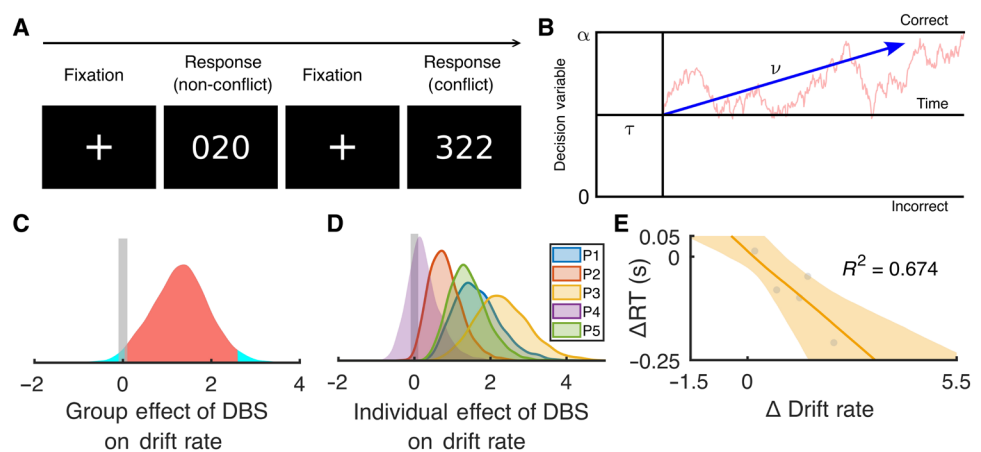 A
Fixation
Response
(non-conflict)
Fixation
Response
(conflict)
+
020
+
322
B
Correct
α
Decision variable
ν
Time
τ
0
Incorrect
C
−2
0
2
4
Group effect of DBS
on drift rate
D
P1
P2
P3
P4
P5
−2
0
2
4
Individual effect of DBS
on drift rate
E
0.05
0
−0.25
ΔRT (s)
R² = 0.674
−1.5
0
5.5
Δ Drift rate